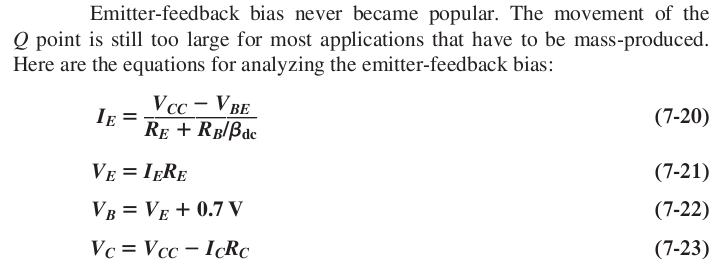 Emitter-feedback bias never became popular. The movement of the
Q point is still too large for most applications that have to be mass-produced.
Here are the equations for analyzing the emitter-feedback bias:
I_E = (V_CC − V_BE) / (R_E + R_B/β_dc) (7-20)
V_E = I_E R_E (7-21)
V_B = V_E + 0.7 V (7-22)
V_C = V_CC − I_C R_C (7-23)